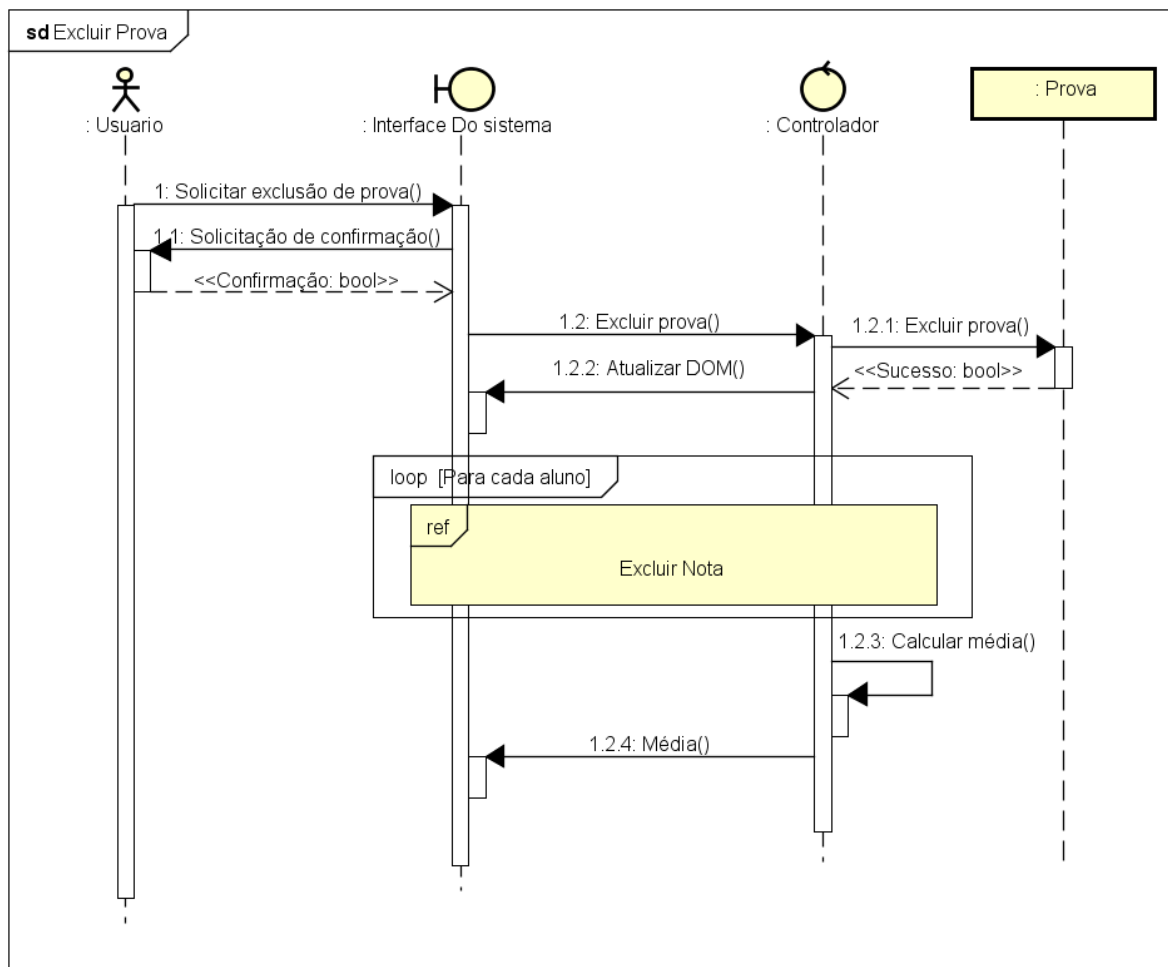 sd Excluir Prova
: Usuario
: Interface Do sistema
: Controlador
: Prova
1: Solicitar exclusão de prova()
1.1: Solicitação de confirmação()
<<Confirmação: bool>>
1.2: Excluir prova()
1.2.1: Excluir prova()
1.2.2: Atualizar DOM()
<<Sucesso: bool>>
loop [Para cada aluno]
ref
Excluir Nota
1.2.3: Calcular média()
1.2.4: Média()